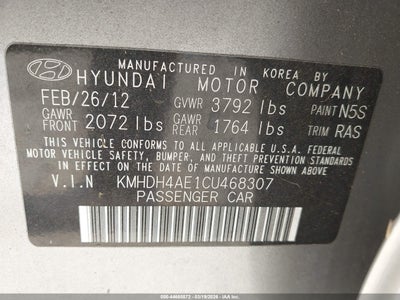 MANUFACTURED IN KOREA BY
HYUNDAI MOTOR COMPANY
FEB/26/12 GVWR 3792 lbs PAINT N5S
GAWR FRONT 2072 lbs GAWR REAR 1764 lbs TRIM RAS
THIS VEHICLE CONFORMS TO ALL APPLICABLE U.S.A. FEDERAL
MOTOR VEHICLE SAFETY, BUMPER, AND THEFT PREVENTION
STANDARDS IN EFFECT ON THE DATE OF MANUFACTURE SHOWN ABOVE.
V.I.N KMHDH4AE1CU468307
PASSENGER CAR